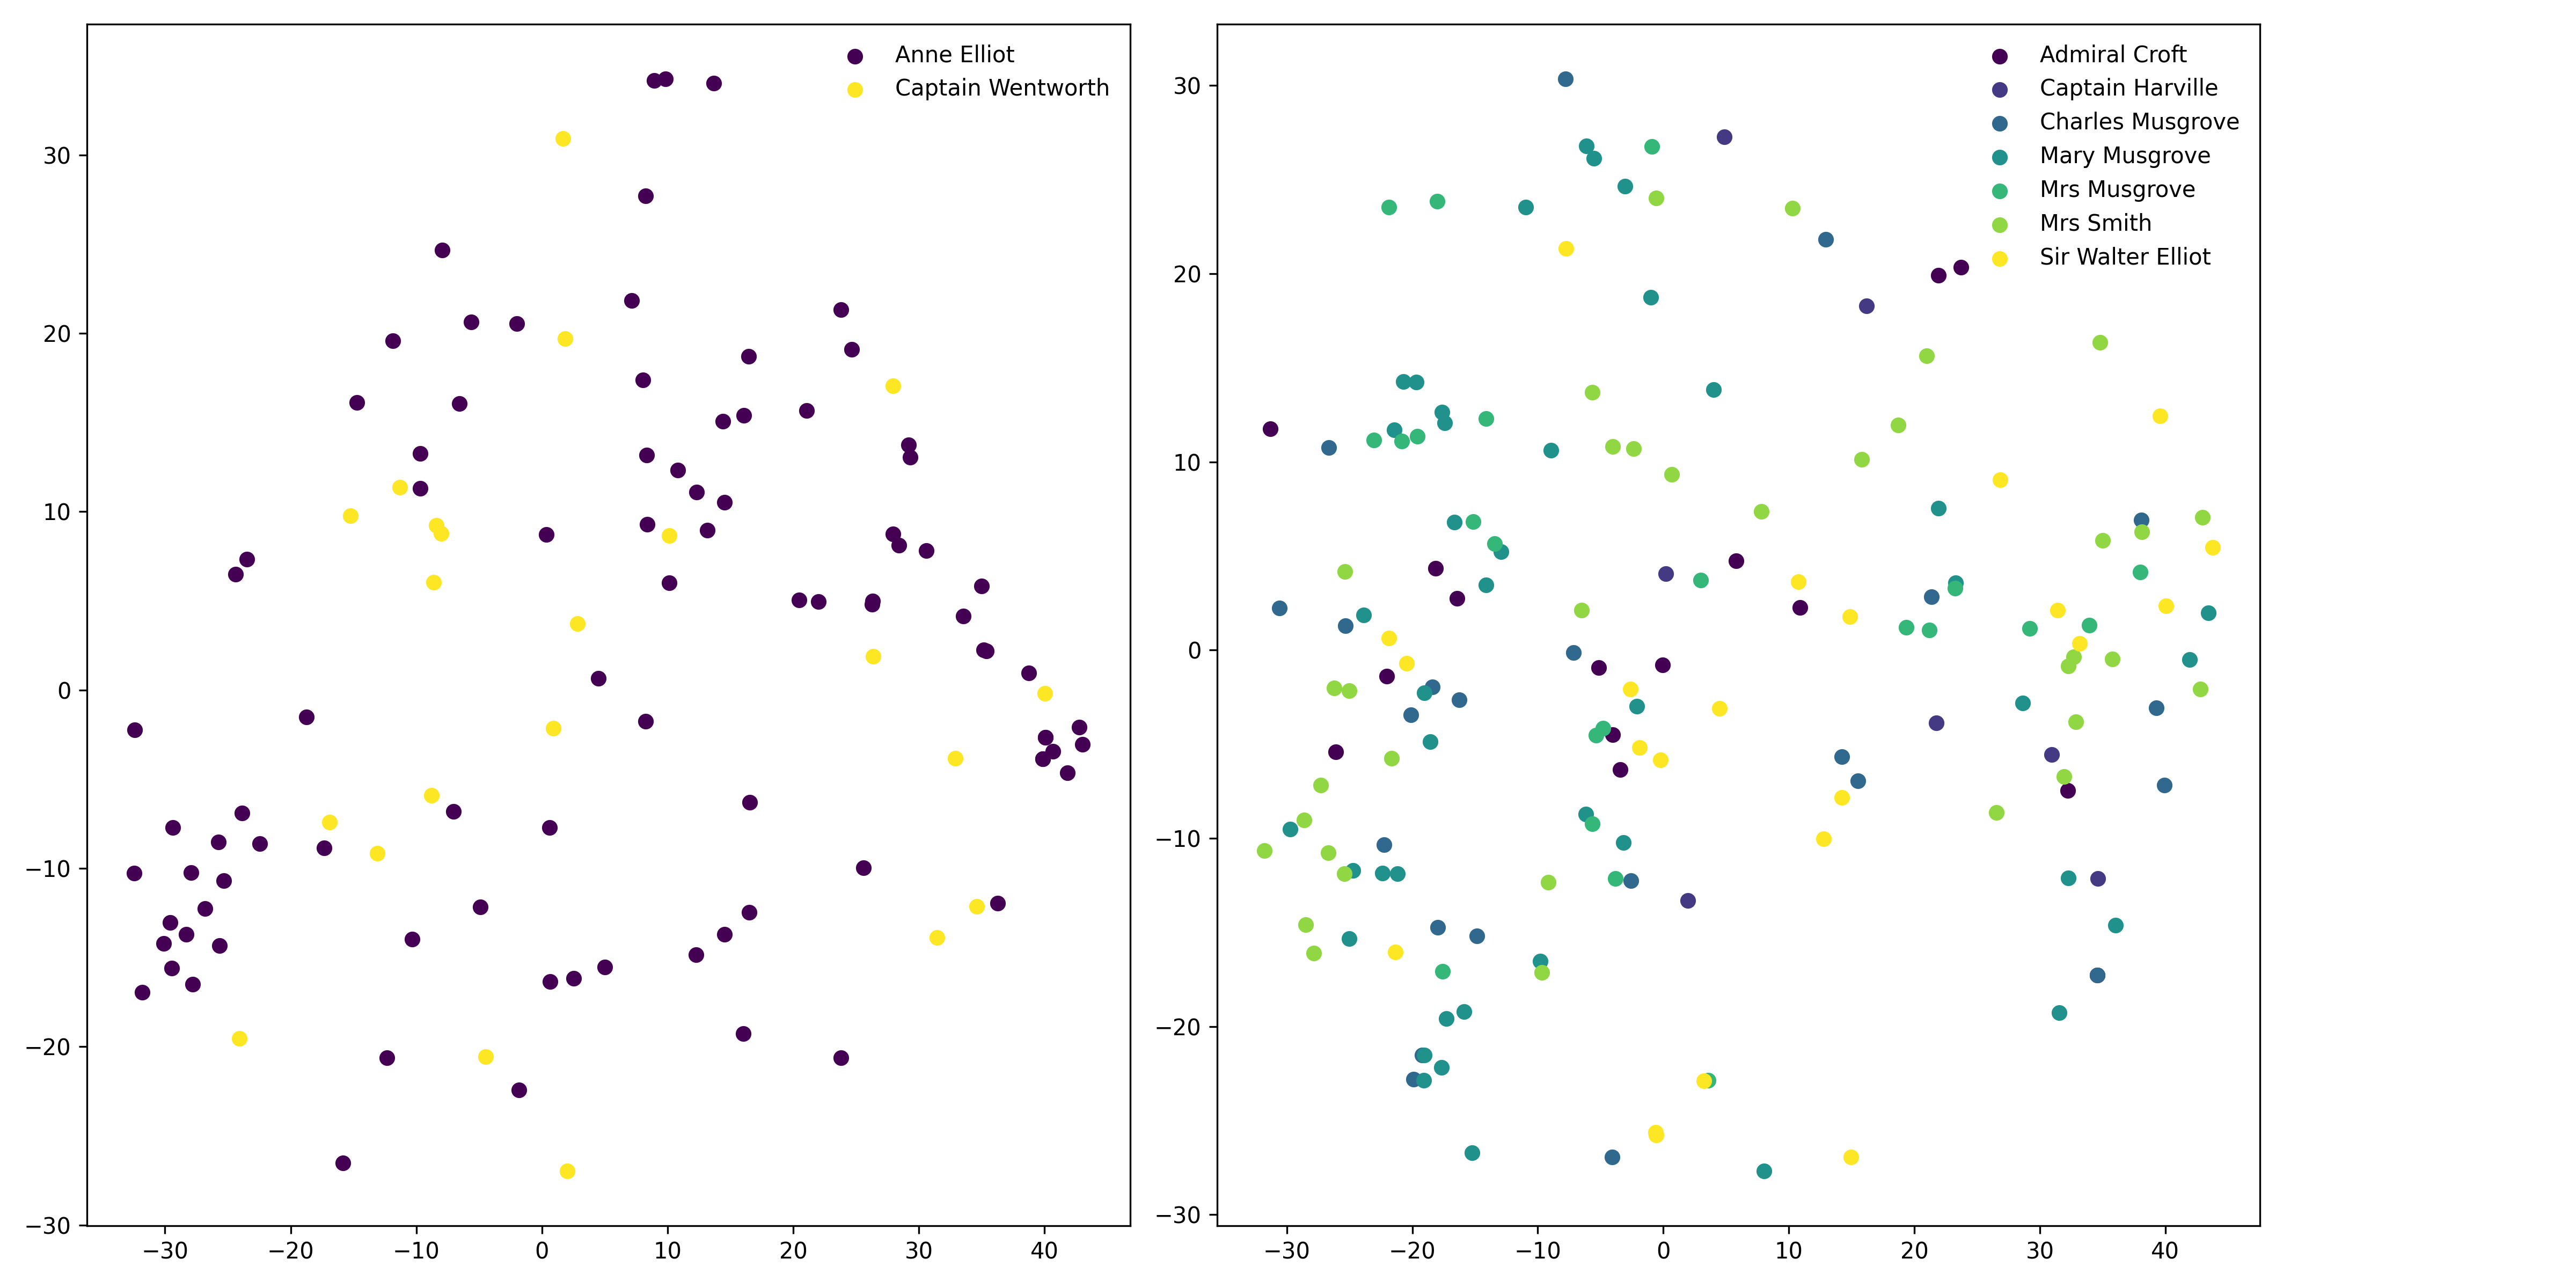 Anne Elliot
Captain Wentworth
30
20
10
0
−10
−20
−30
−30 −20 −10 0 10 20 30 40
Admiral Croft
Captain Harville
Charles Musgrove
Mary Musgrove
Mrs Musgrove
Mrs Smith
Sir Walter Elliot
30
20
10
0
−10
−20
−30
−30 −20 −10 0 10 20 30 40